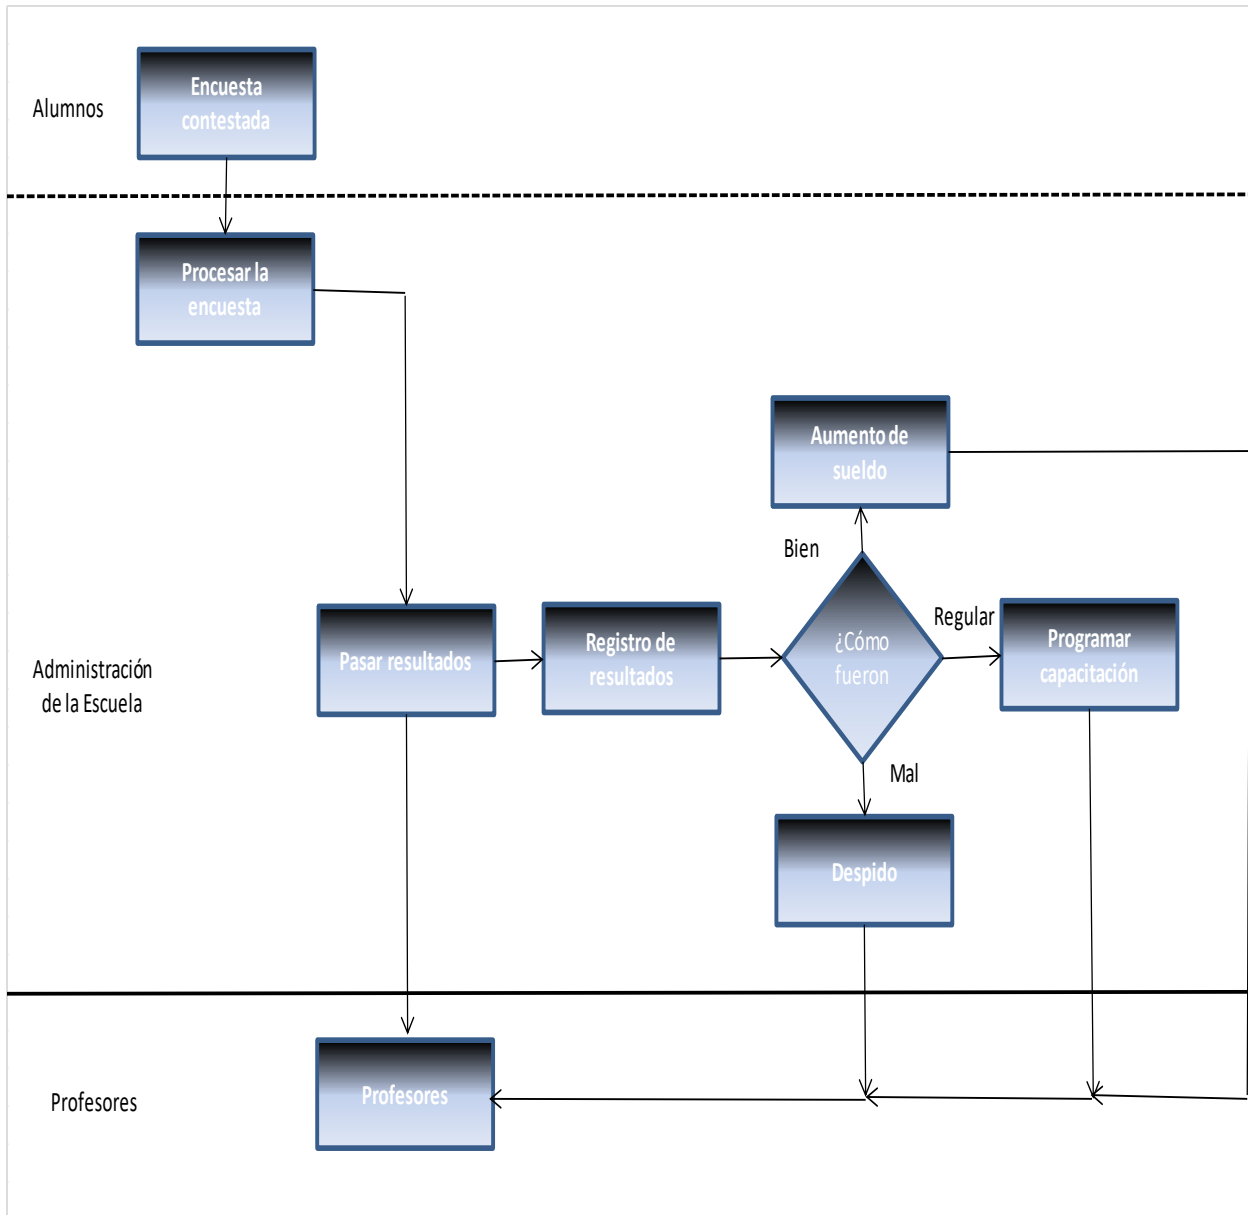 Alumnos
Encuesta
contestada
Procesar la
encuesta
Aumento de
sueldo
Bien
¿Cómo
fueron
Regular
Programar
capacitación
Administración
de la Escuela
Pasar resultados
Registro de
resultados
Mal
Despido
Profesores
Profesores